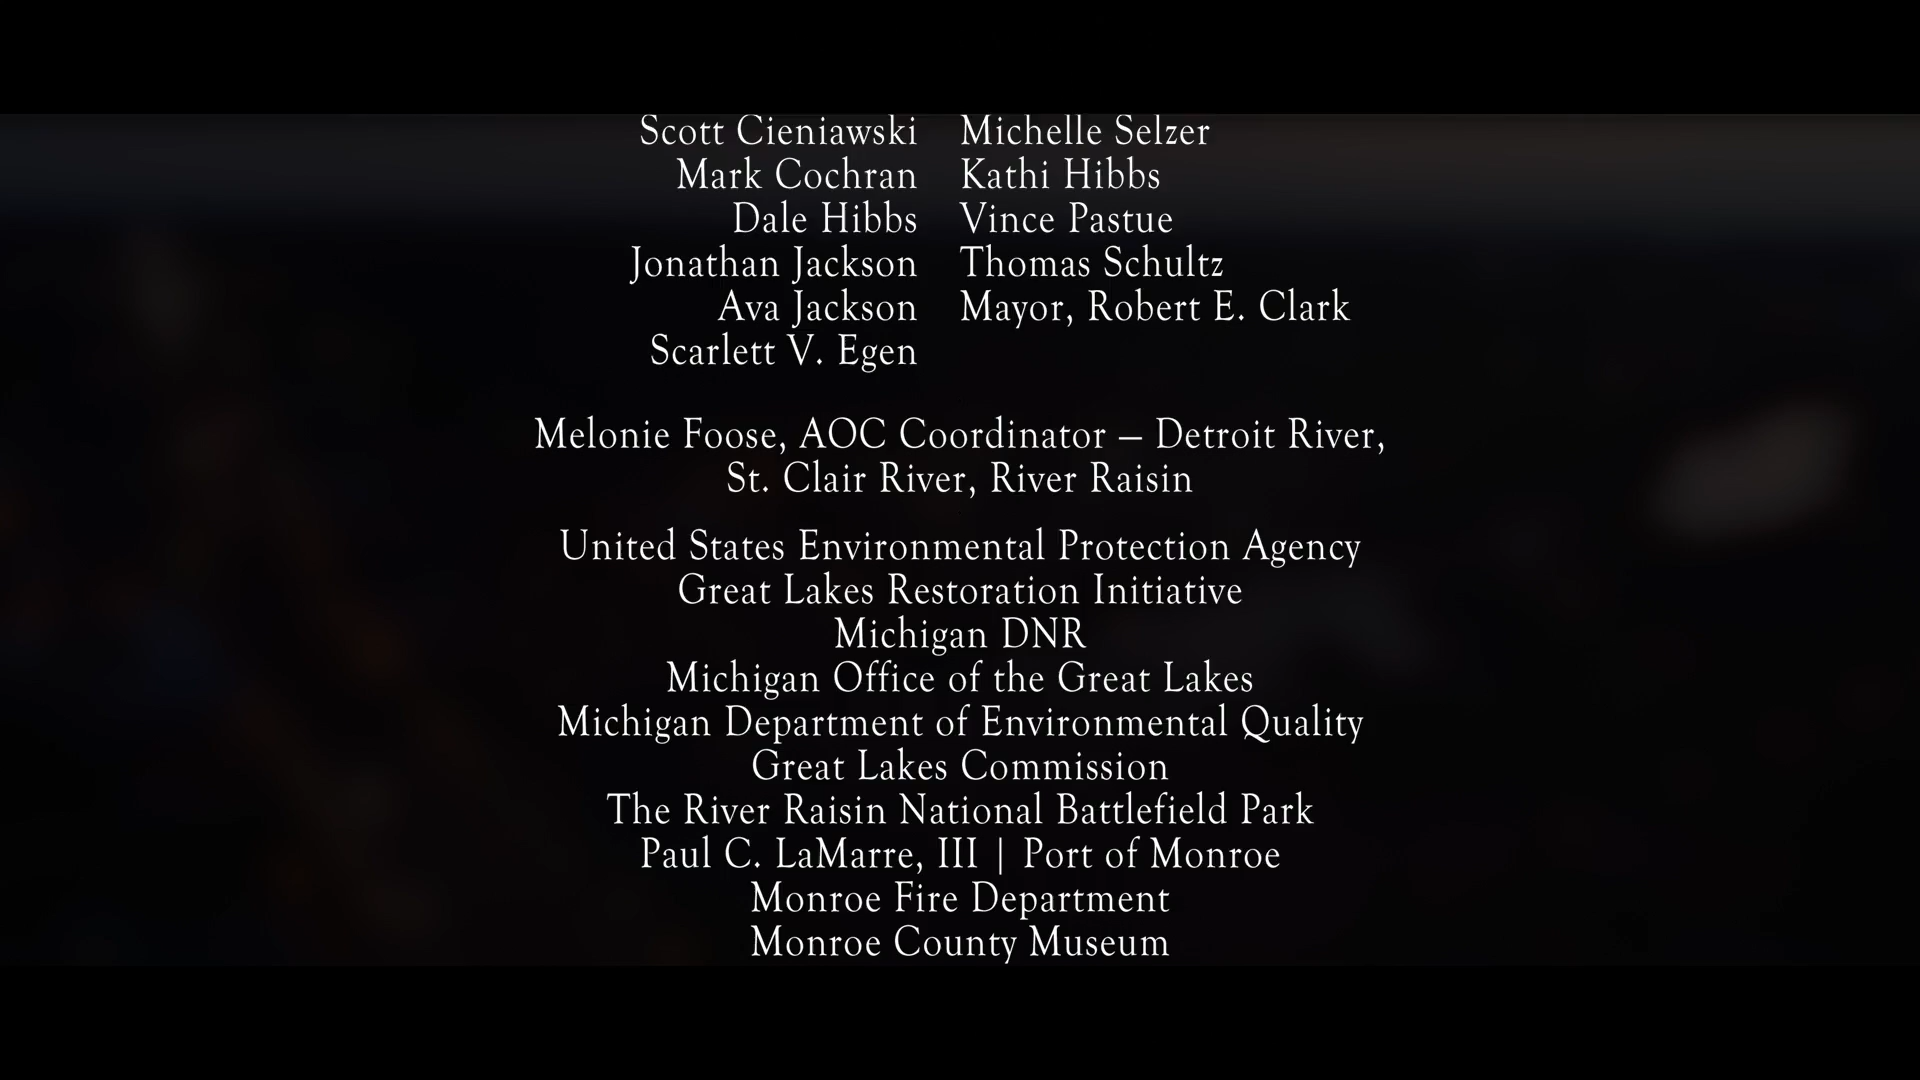 Scott Cieniawski Michelle Selzer
Mark Cochran Kathi Hibbs
Dale Hibbs Vince Pastue
Jonathan Jackson Thomas Schultz
Ava Jackson Mayor, Robert E. Clark
Scarlett V. Egen
Melonie Foose, AOC Coordinator – Detroit River,
St. Clair River, River Raisin
United States Environmental Protection Agency
Great Lakes Restoration Initiative
Michigan DNR
Michigan Office of the Great Lakes
Michigan Department of Environmental Quality
Great Lakes Commission
The River Raisin National Battlefield Park
Paul C. LaMarre, III | Port of Monroe
Monroe Fire Department
Monroe County Museum